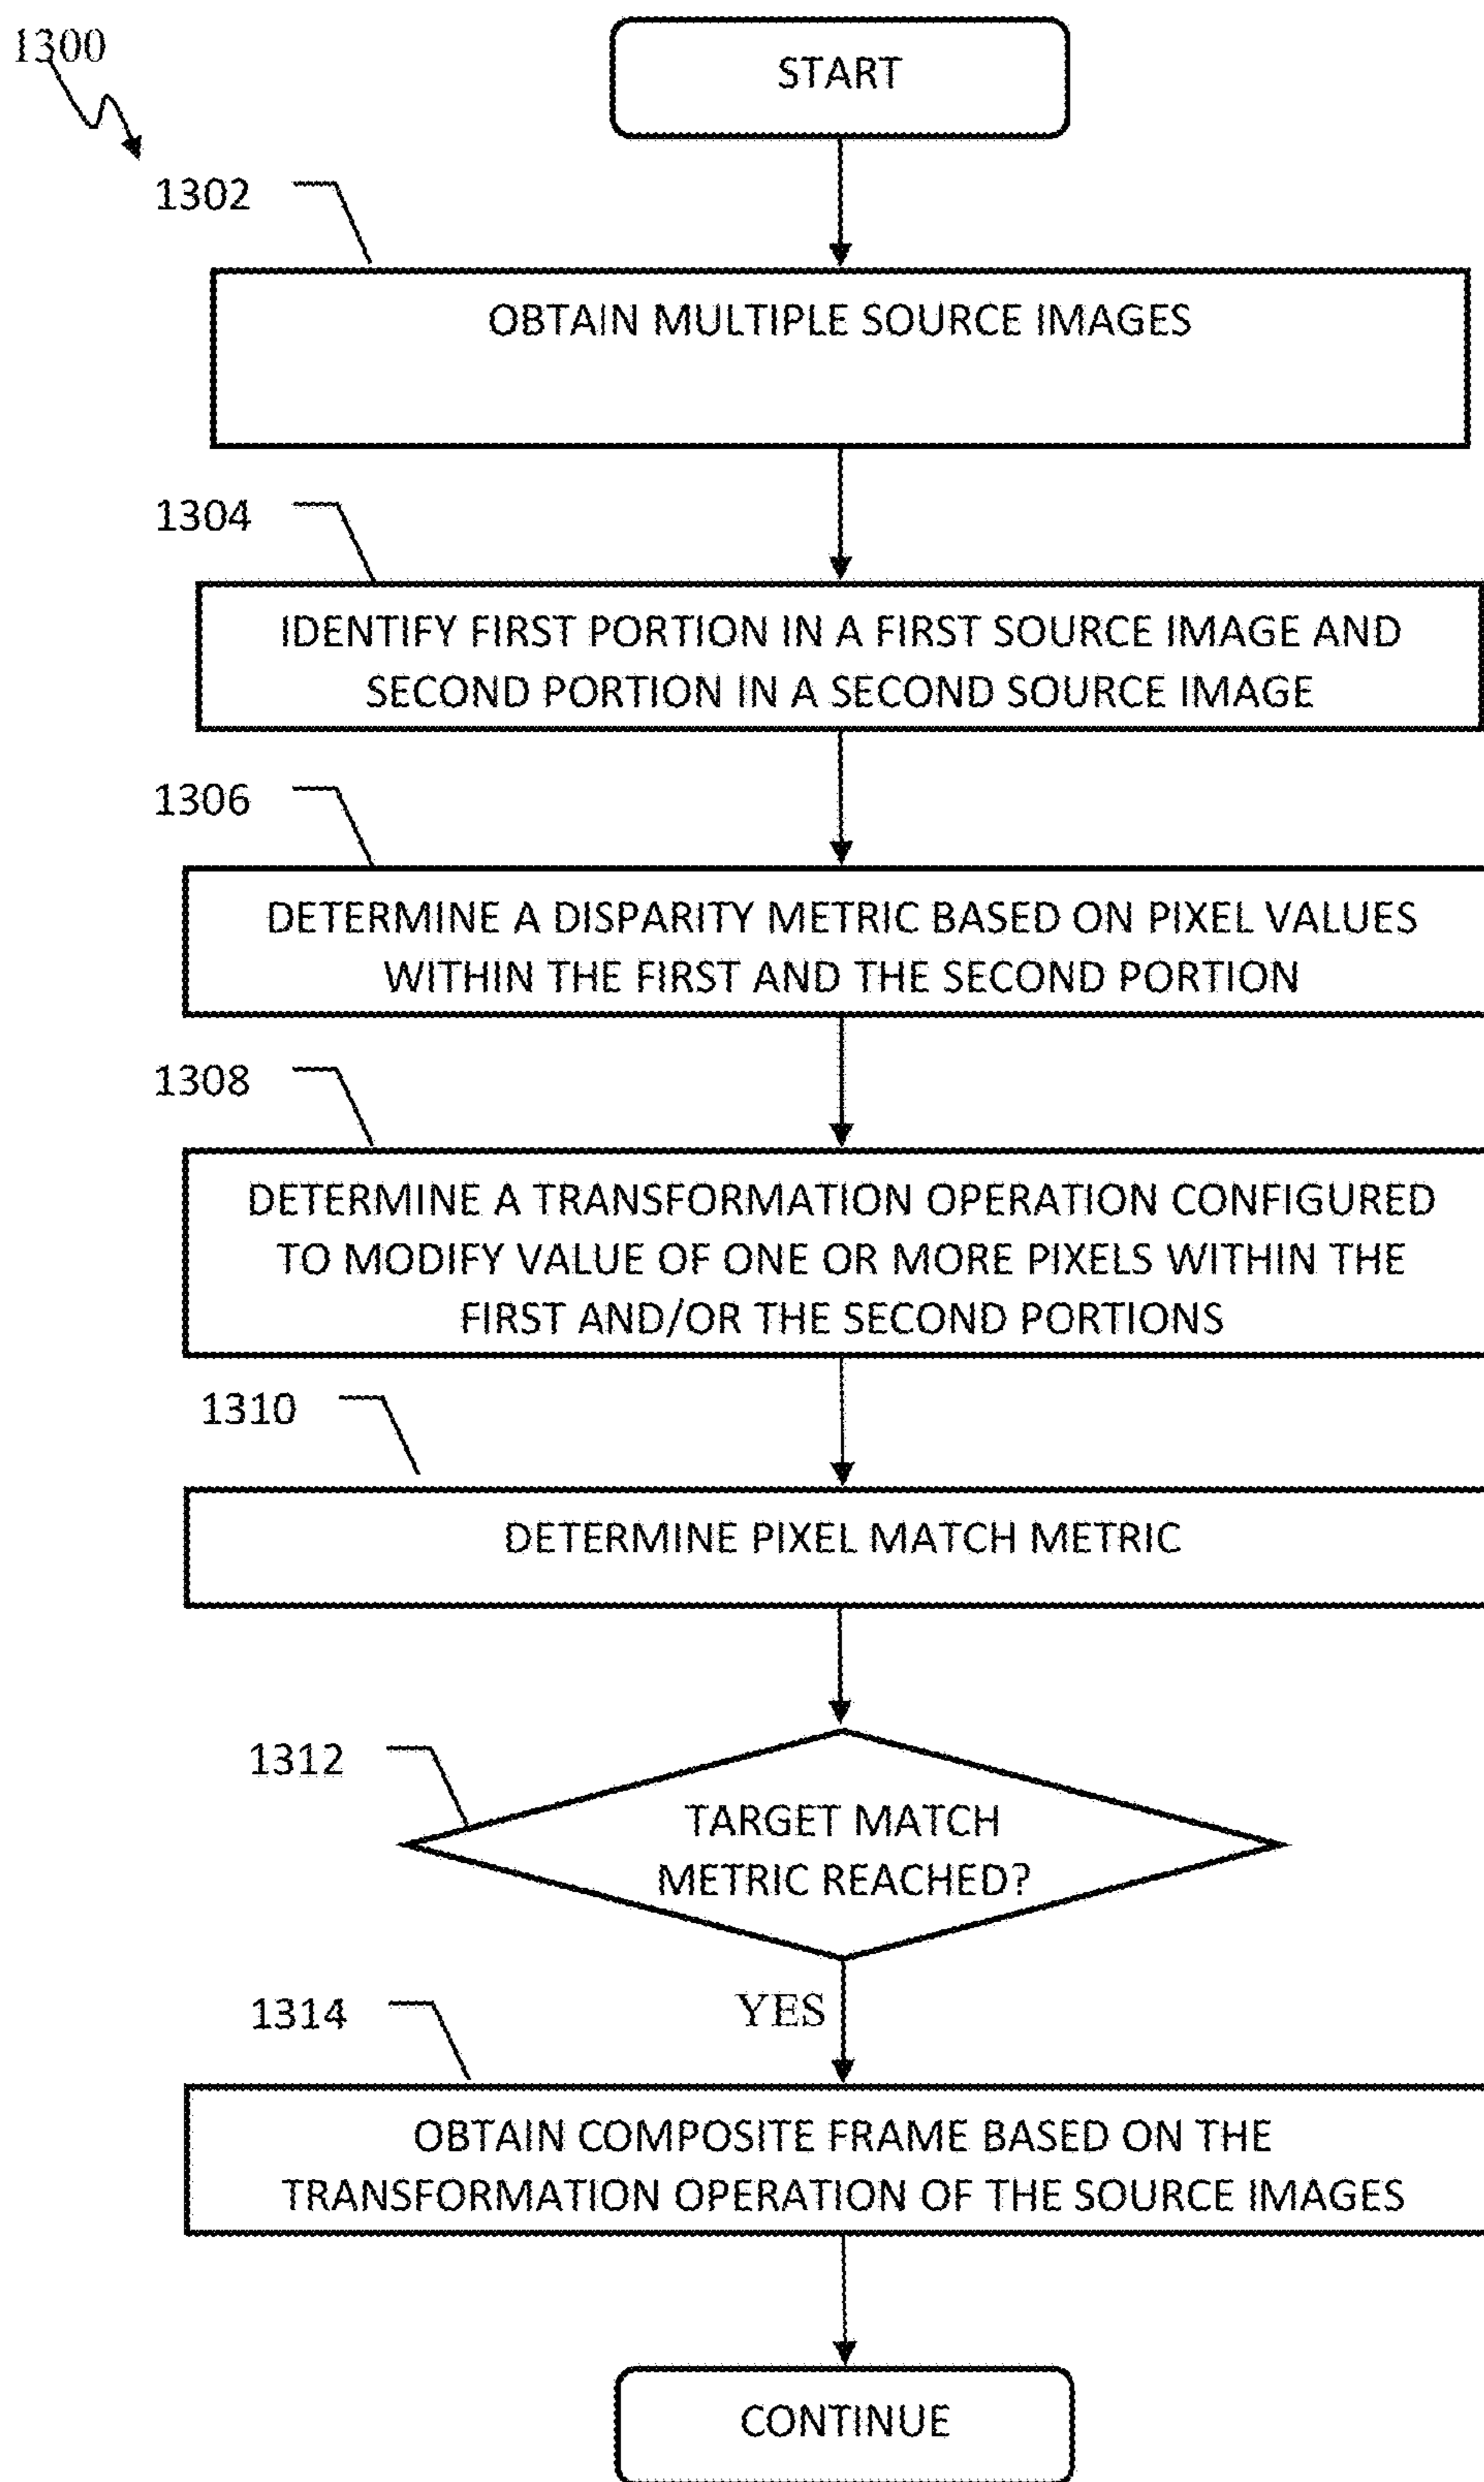 1300
START
1302
OBTAIN MULTIPLE SOURCE IMAGES
1304
IDENTIFY FIRST PORTION IN A FIRST SOURCE IMAGE AND
SECOND PORTION IN A SECOND SOURCE IMAGE
1306
DETERMINE A DISPARITY METRIC BASED ON PIXEL VALUES
WITHIN THE FIRST AND THE SECOND PORTION
1308
DETERMINE A TRANSFORMATION OPERATION CONFIGURED
TO MODIFY VALUE OF ONE OR MORE PIXELS WITHIN THE
FIRST AND/OR THE SECOND PORTIONS
1310
DETERMINE PIXEL MATCH METRIC
1312
TARGET MATCH
METRIC REACHED?
YES
1314
OBTAIN COMPOSITE FRAME BASED ON THE
TRANSFORMATION OPERATION OF THE SOURCE IMAGES
CONTINUE